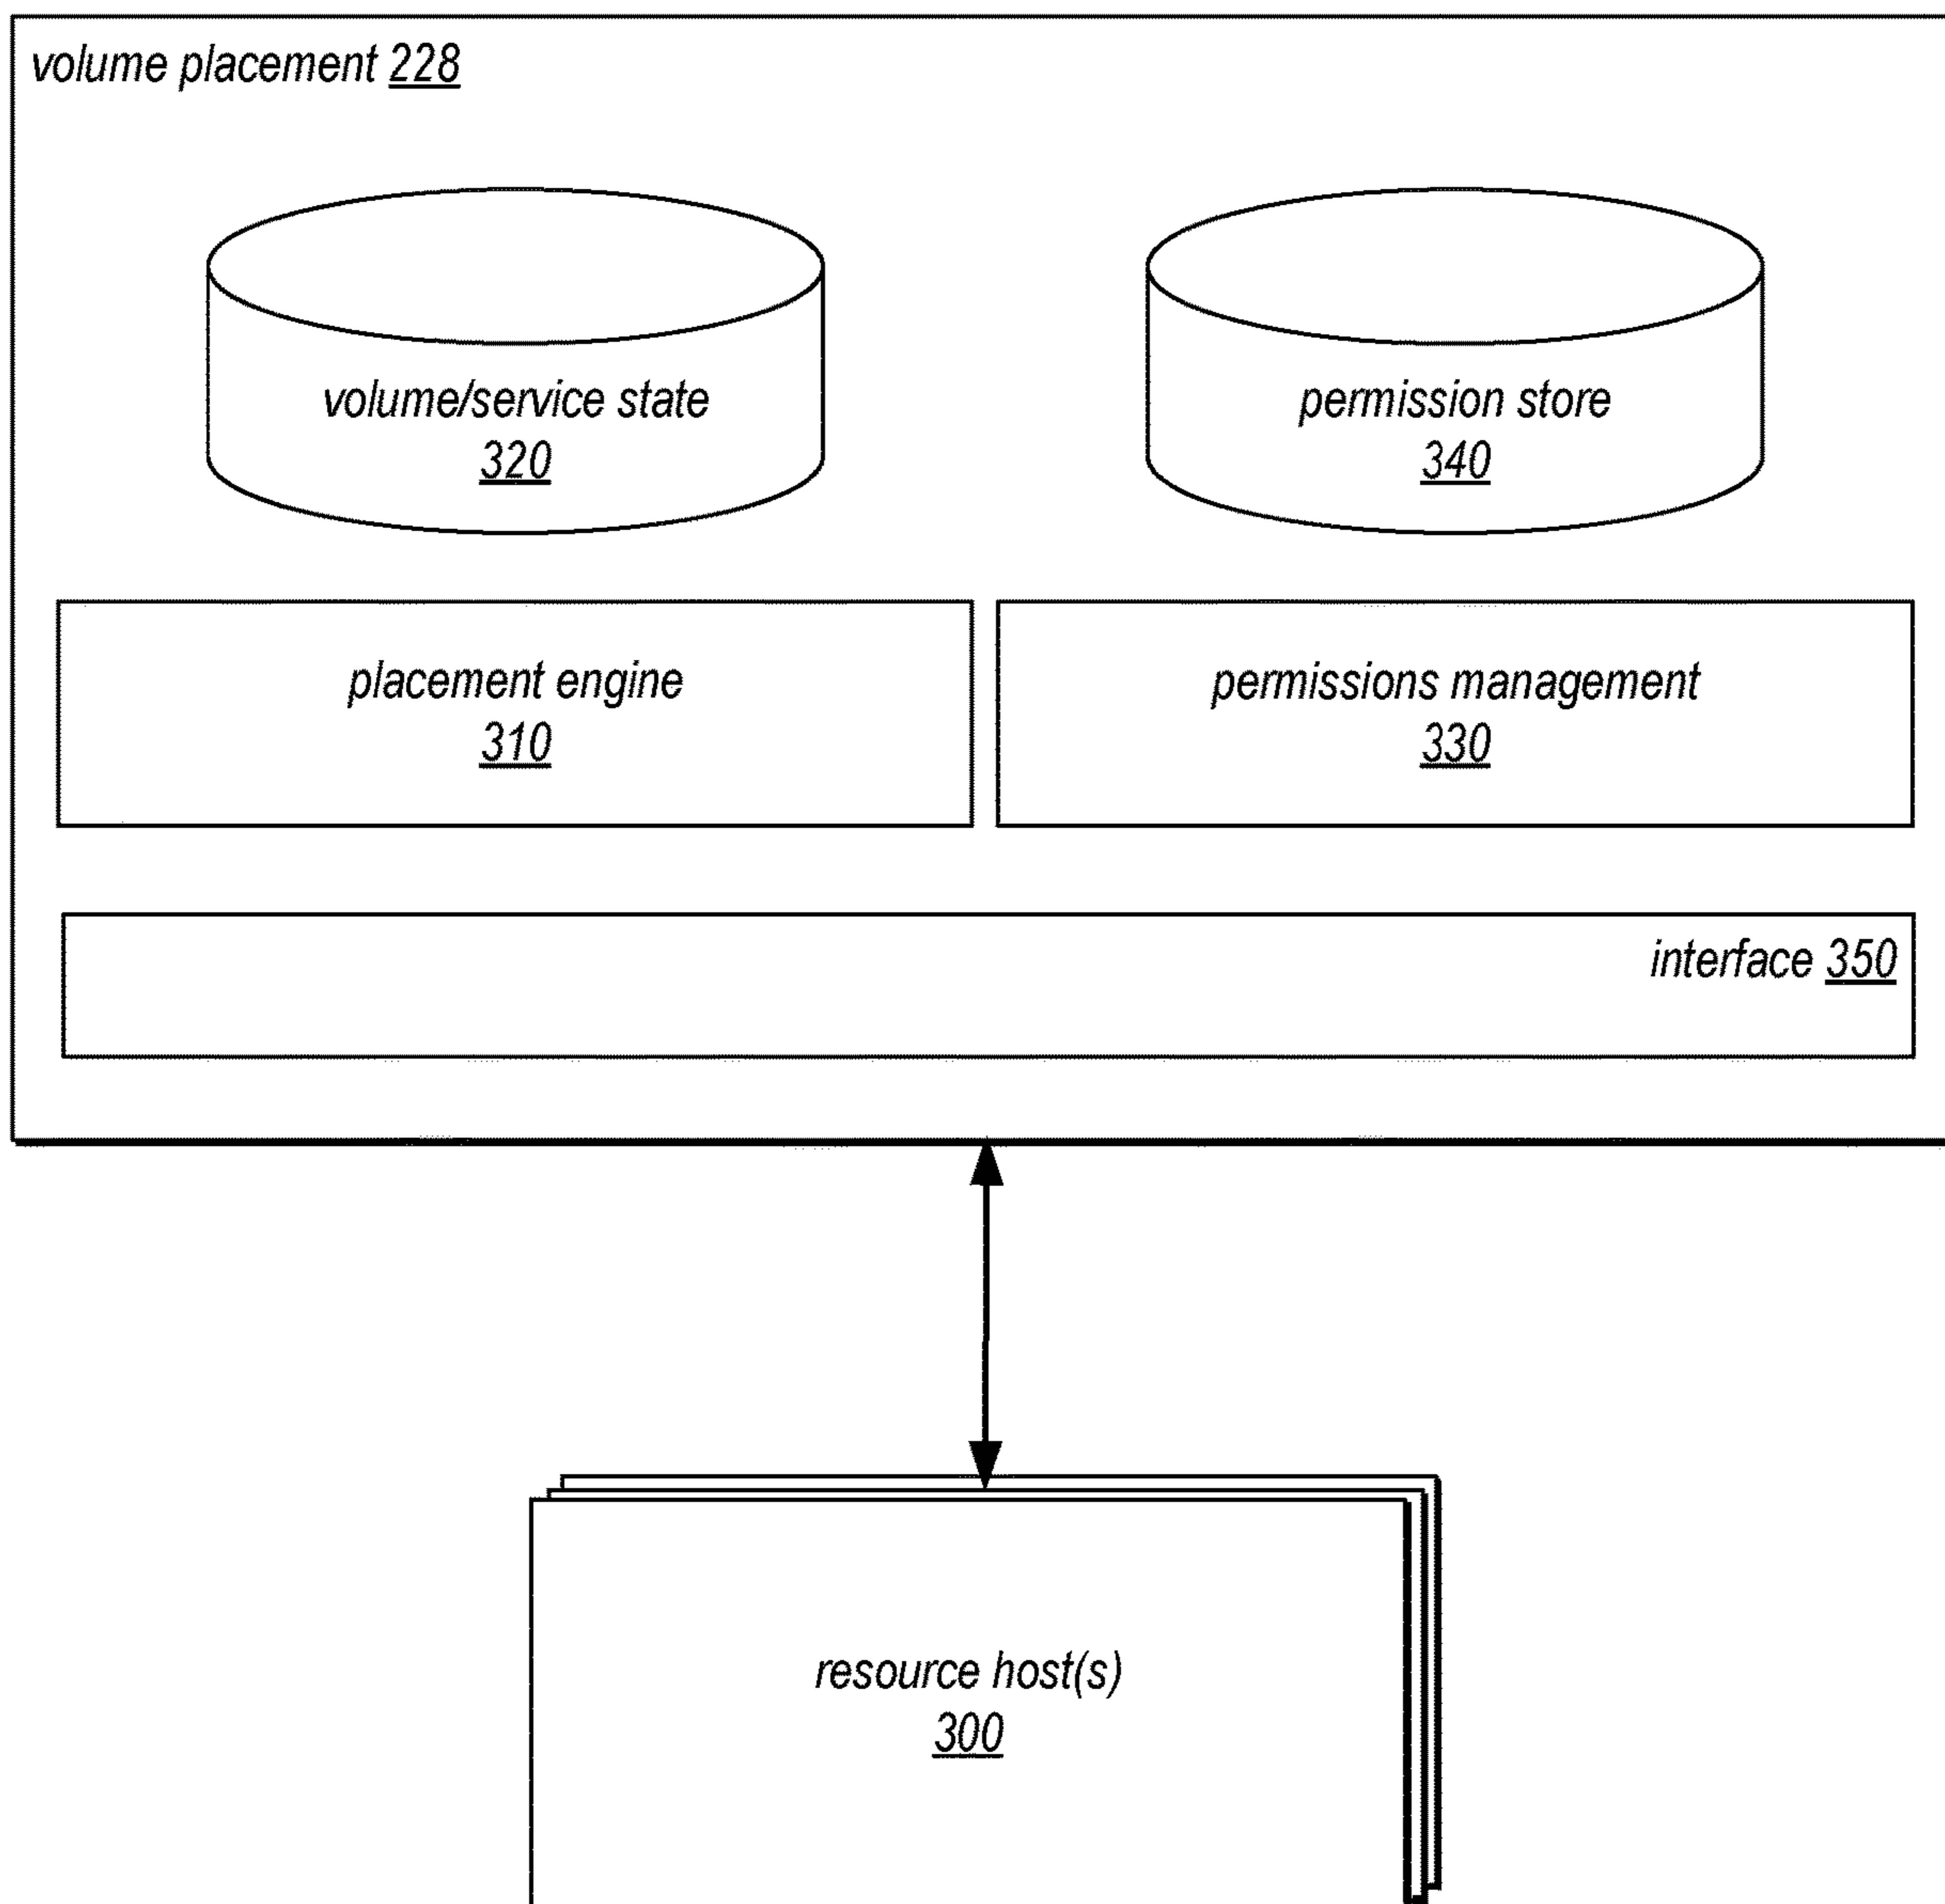 volume placement 228
volume/service state
320
permission store
340
placement engine
310
permissions management
330
interface 350
resource host(s)
300